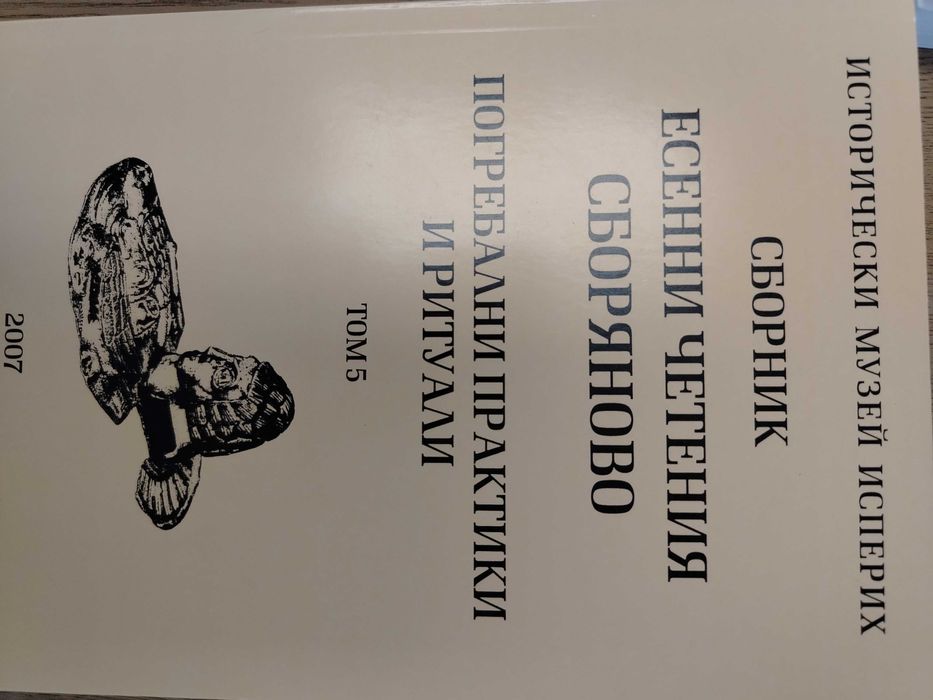 ИСТОРИЧЕСКИ МУЗЕЙ ИСПЕРИХ
СБОРНИК
ЕСЕННИ ЧЕТЕНИЯ
СБОРЯНОВО
ПОГРЕБАЛНИ ПРАКТИКИ
И РИТУАЛИ
ТОМ 5
2007